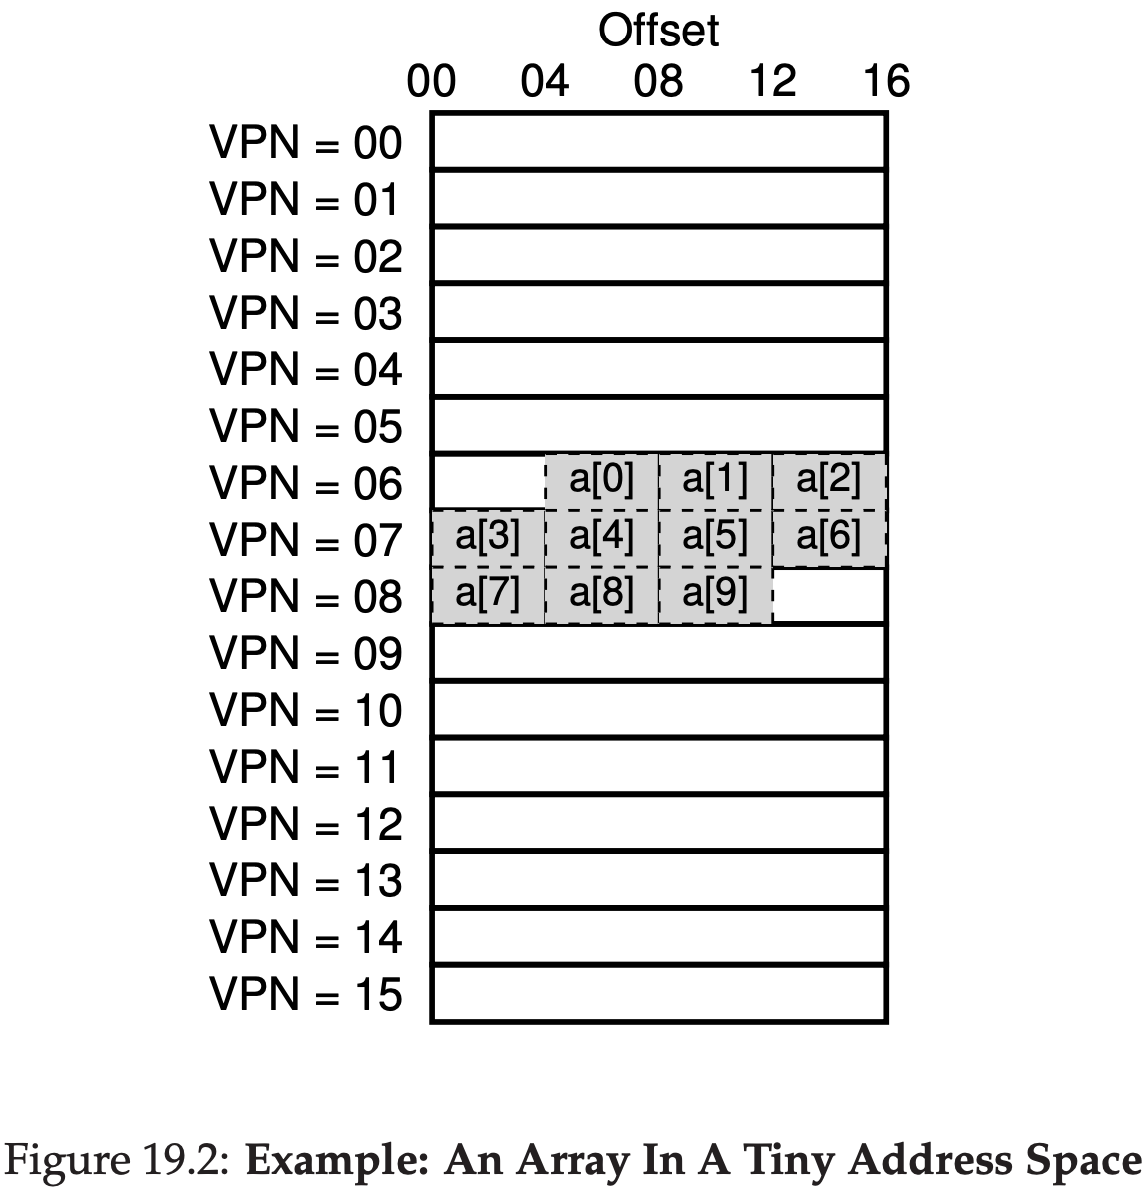 Offset
00 04 08 12 16
VPN = 00
VPN = 01
VPN = 02
VPN = 03
VPN = 04
VPN = 05
VPN = 06 a[0] a[1] a[2]
VPN = 07 a[3] a[4] a[5] a[6]
VPN = 08 a[7] a[8] a[9]
VPN = 09
VPN = 10
VPN = 11
VPN = 12
VPN = 13
VPN = 14
VPN = 15
Figure 19.2: Example: An Array In A Tiny Address Space